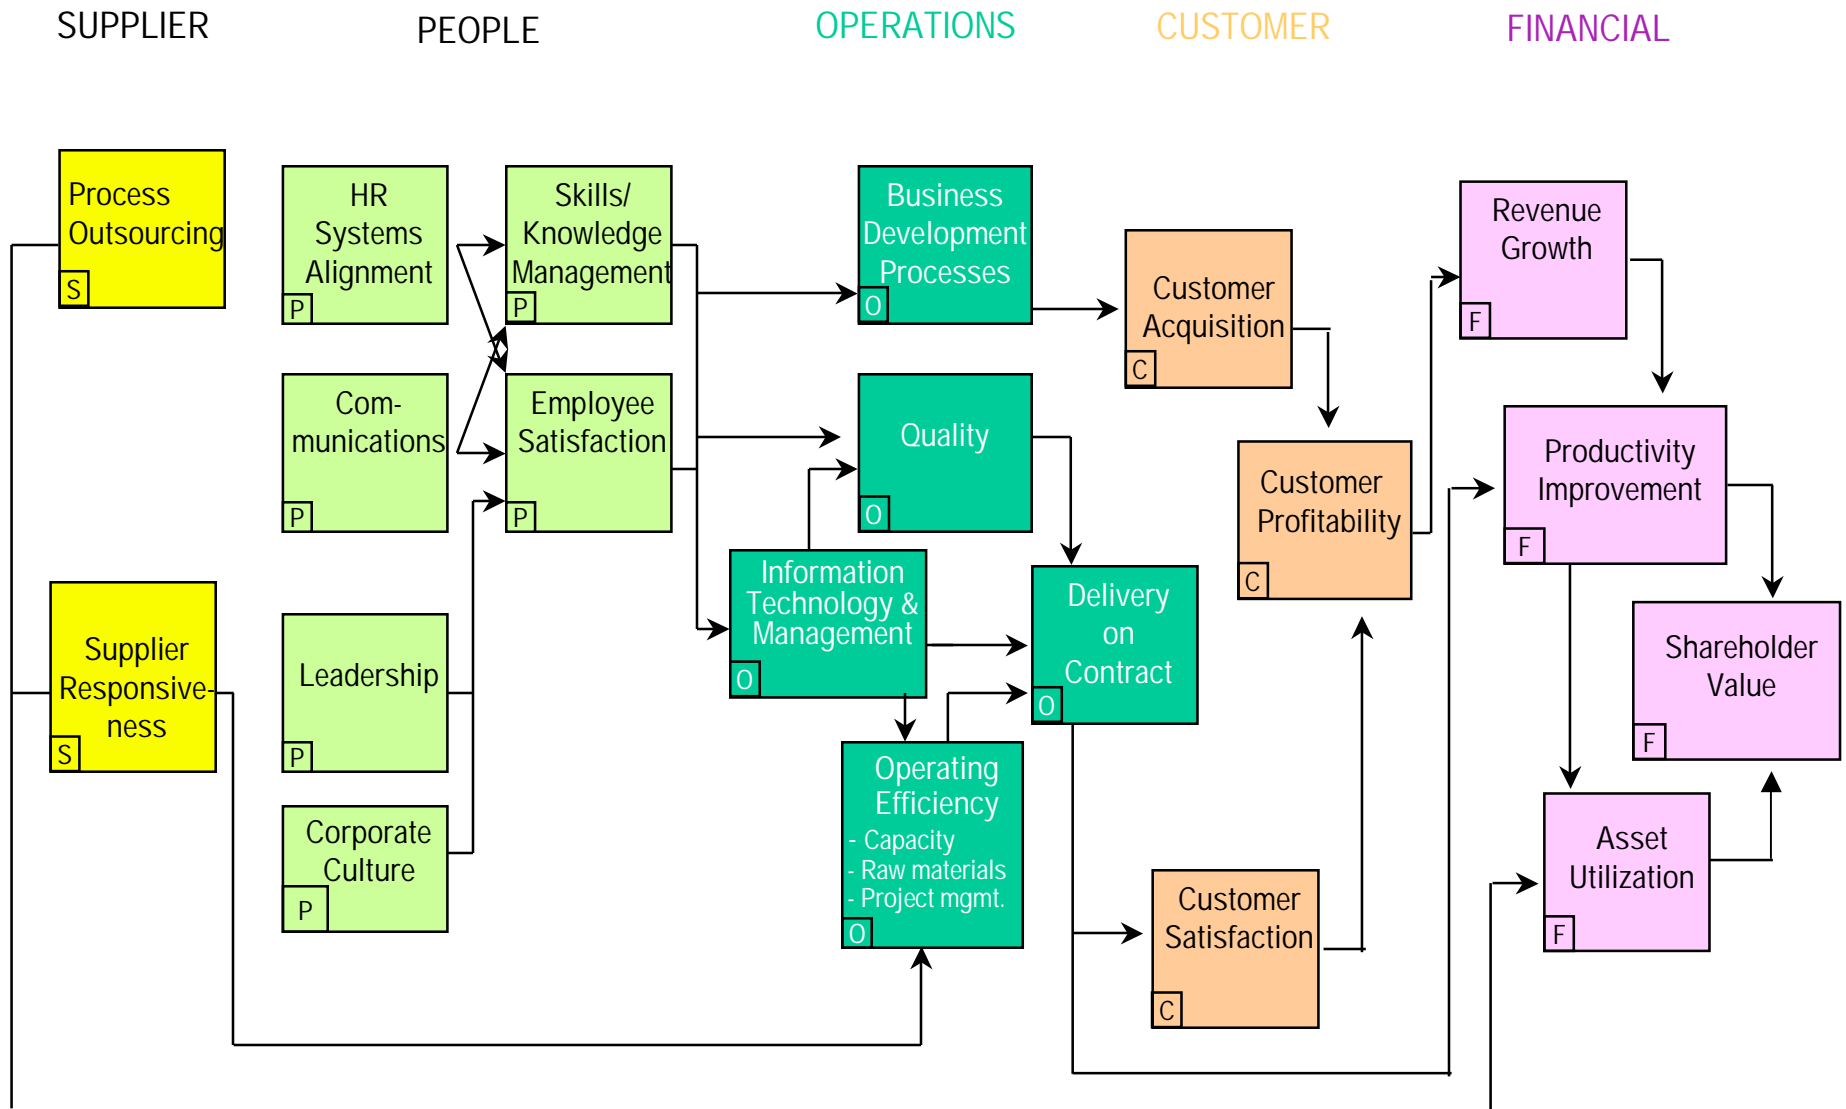 SUPPLIER
PEOPLE
OPERATIONS
CUSTOMER
FINANCIAL
Process
Outsourcing
S
HR
Systems
Alignment
P
Skills/
Knowledge
Management
P
Business
Development
Processes
O
Customer
Acquisition
C
Revenue
Growth
F
Com-
munications
P
Employee
Satisfaction
P
Quality
O
Customer
Profitability
C
Productivity
Improvement
F
Supplier
Responsive-
ness
S
Leadership
P
Information
Technology &
Management
O
Delivery
on
Contract
O
Shareholder
Value
F
Corporate
Culture
P
Operating
Efficiency
- Capacity
- Raw materials
- Project mgmt.
O
Customer
Satisfaction
C
Asset
Utilization
F